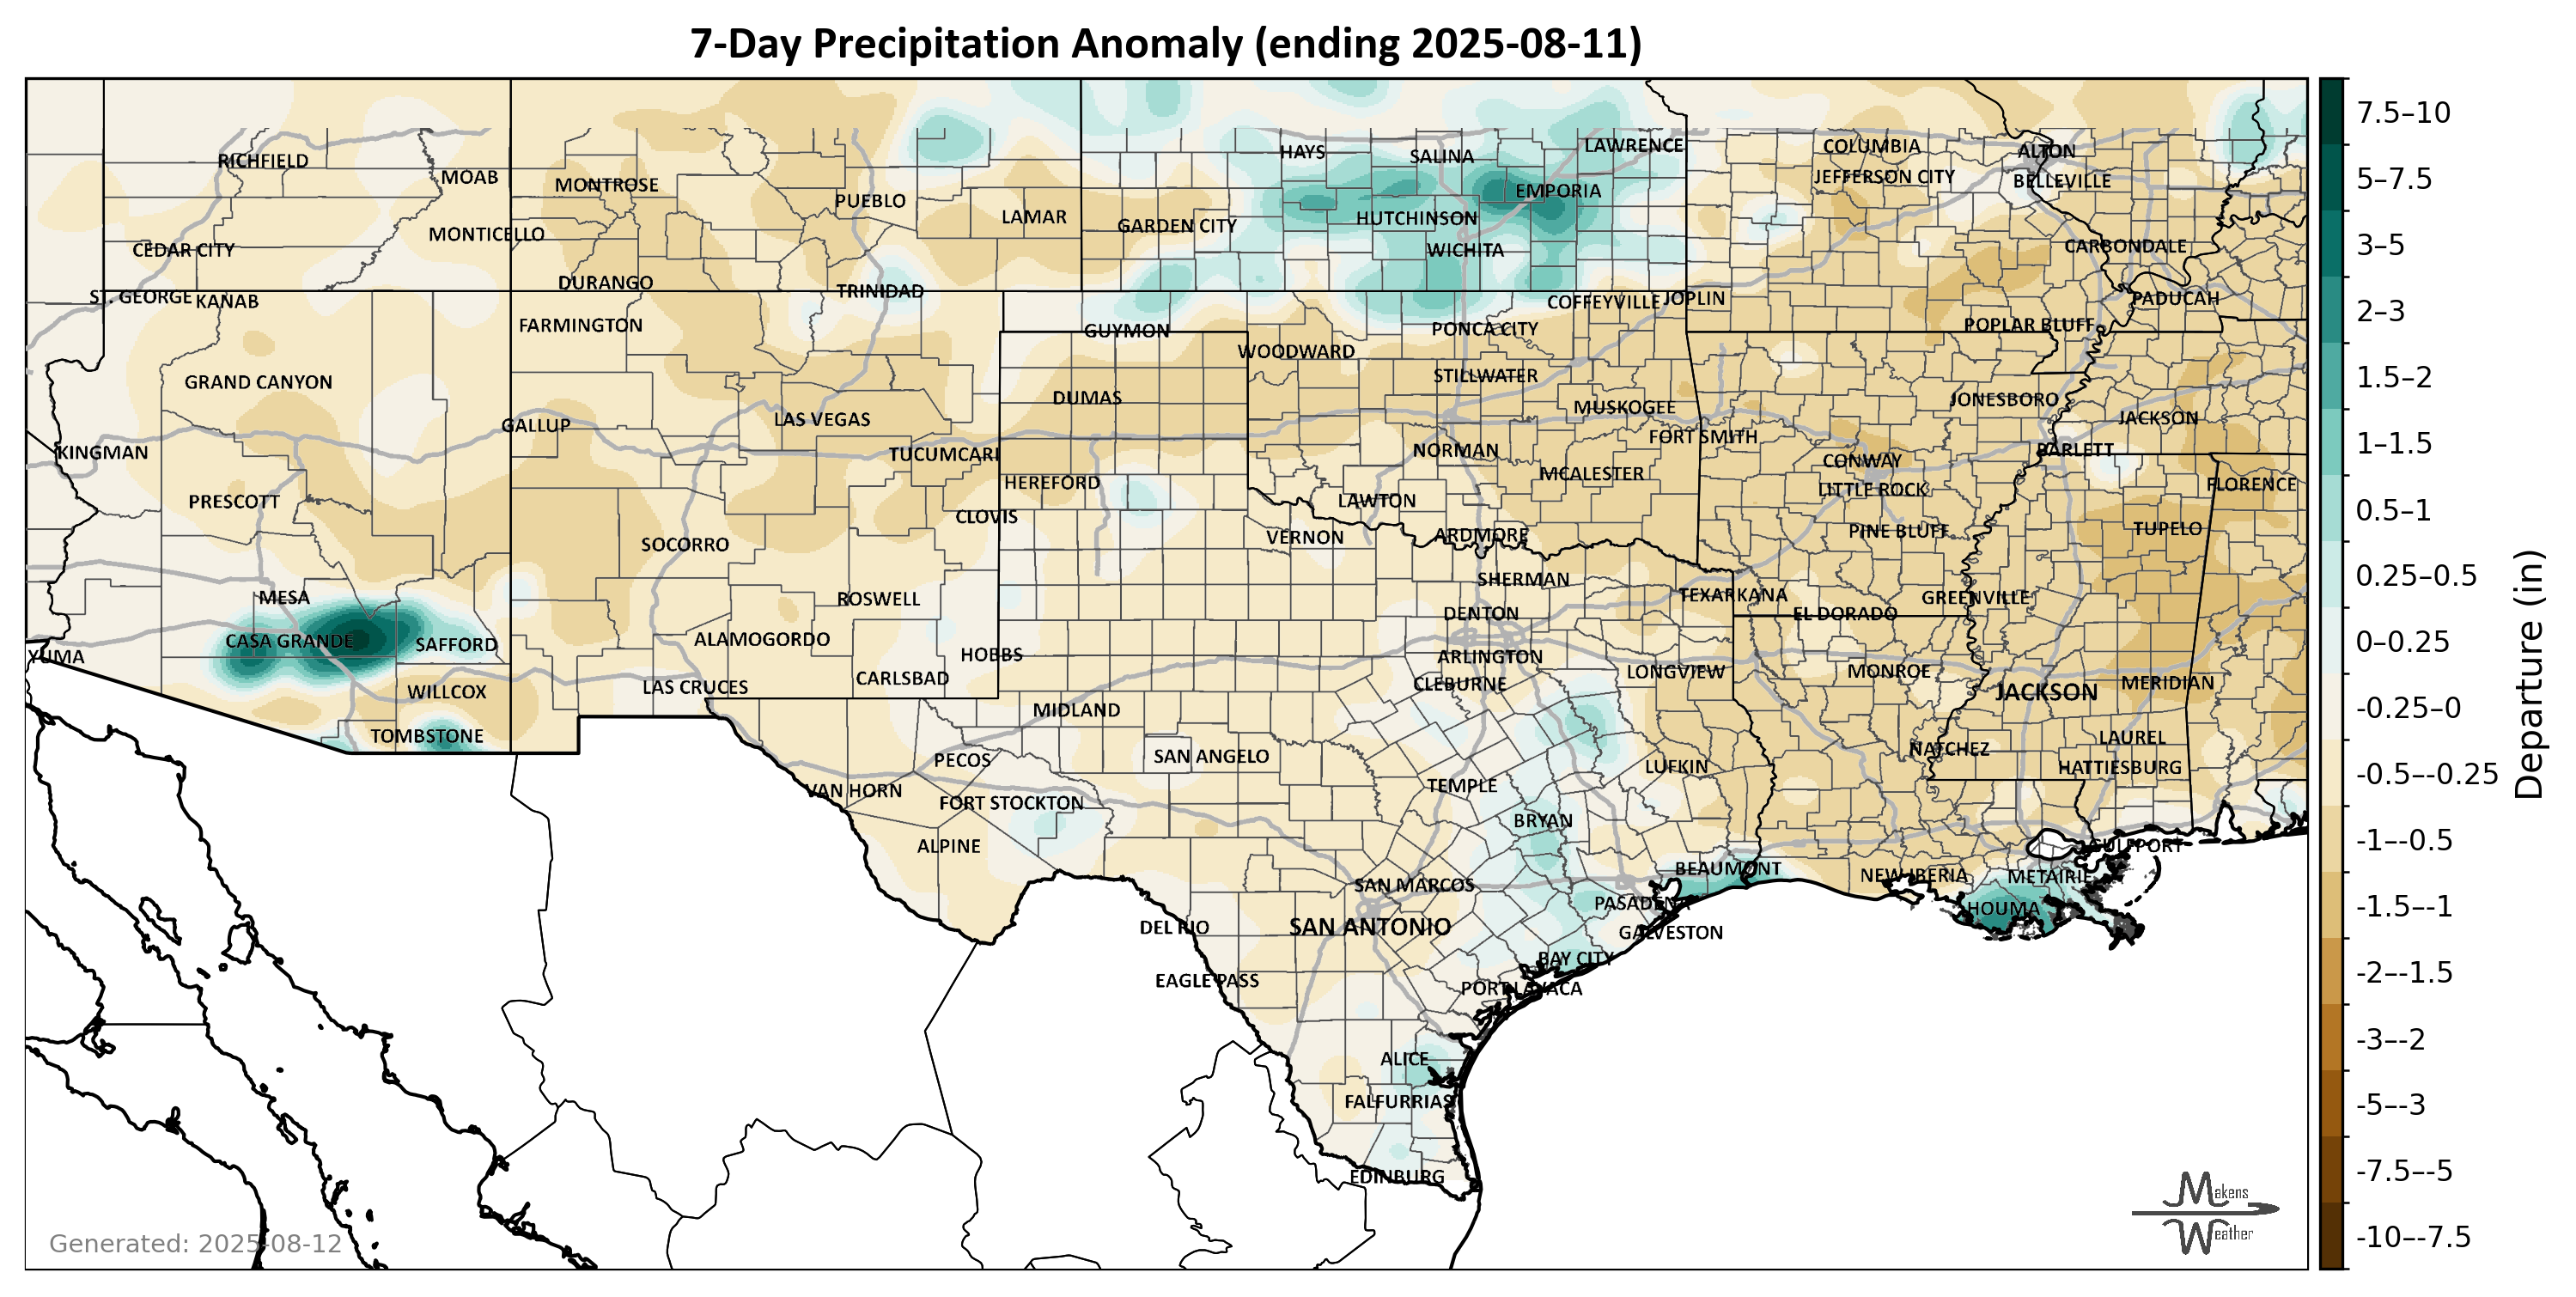 7-Day Precipitation Anomaly (ending 2025-08-11)
HAYS
SALINA
LAWRENCE
COLUMBIA
ALTON
RICHFIELD
MOAB
MONTROSE
EMPORIA
JEFFERSON CITY
BELLEVILLE
PUEBLO
LAMAR
GARDEN CITY
HUTCHINSON
MONTICELLO
CEDAR CITY
WICHITA
CARBONDALE
DURANGO
TRINIDAD
ST. GEORGE
KANAB
COFFEYVILLE
JOPLIN
PADUCAH
FARMINGTON
GUYMON
PONCA CITY
POPLAR BLUFF
WOODWARD
GRAND CANYON
STILLWATER
DUMAS
MUSKOGEE
JONESBORO
LAS VEGAS
GALLUP
JACKSON
FORT SMITH
KINGMAN
TUCUMCARI
NORMAN
BARLETT
CONWAY
HEREFORD
MCALESTER
LITTLE ROCK
FLORENCE
PRESCOTT
LAWTON
CLOVIS
PINE BLUFF
TUPELO
SOCORRO
VERNON
ARDMORE
SHERMAN
MESA
ROSWELL
TEXARKANA
GREENVILLE
DENTON
EL DORADO
CASA GRANDE
SAFFORD
ALAMOGORDO
YUMA
HOBBS
ARLINGTON
LONGVIEW
MONROE
CARLSBAD
CLEBURNE
MERIDIAN
WILLCOX
LAS CRUCES
JACKSON
MIDLAND
TOMBSTONE
LAUREL
NATCHEZ
PECOS
SAN ANGELO
LUFKIN
HATTIESBURG
VAN HORN
TEMPLE
FORT STOCKTON
BRYAN
ALPINE
GULFPORT
BEAUMONT
SAN MARCOS
NEW IBERIA
METAIRIE
PASADENA
HOUMA
DEL RIO
SAN ANTONIO
GALVESTON
BAY CITY
EAGLE PASS
PORT LAVACA
ALICE
FALFURRIAS
EDINBURG
Generated: 2025-08-12
Makens
Weather
7.5–10
5–7.5
3–5
2–3
1.5–2
1–1.5
0.5–1
0.25–0.5
0–0.25
-0.25–0
-0.5–-0.25
-1–-0.5
-1.5–-1
-2–-1.5
-3–-2
-5–-3
-7.5–-5
-10–-7.5
Departure (in)